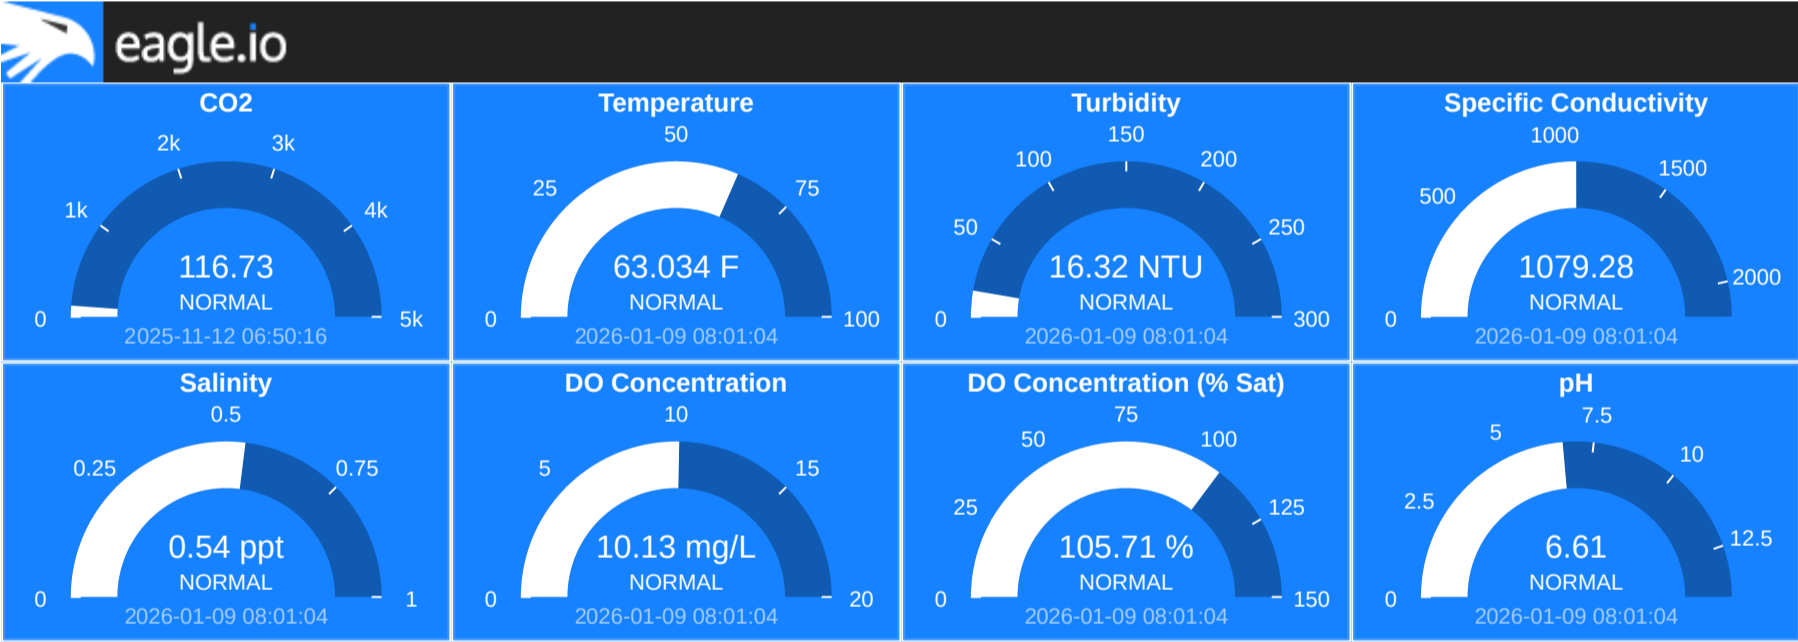 eagle.io
CO2
2k 3k
1k 4k
116.73
NORMAL
0 5k
2025-11-12 06:50:16
Temperature
50
25 75
63.034 F
NORMAL
0 100
2026-01-09 08:01:04
Turbidity
150
100 200
50 250
16.32 NTU
NORMAL
0 300
2026-01-09 08:01:04
Specific Conductivity
1000
500 1500
1079.28
2000
NORMAL
0
2026-01-09 08:01:04
Salinity
0.5
0.25 0.75
0.54 ppt
NORMAL
0 1
2026-01-09 08:01:04
DO Concentration
10
5 15
10.13 mg/L
NORMAL
0 20
2026-01-09 08:01:04
DO Concentration (% Sat)
75
50 100
25 125
105.71 %
NORMAL
0 150
2026-01-09 08:01:04
pH
7.5
5 10
2.5 12.5
6.61
NORMAL
0
2026-01-09 08:01:04